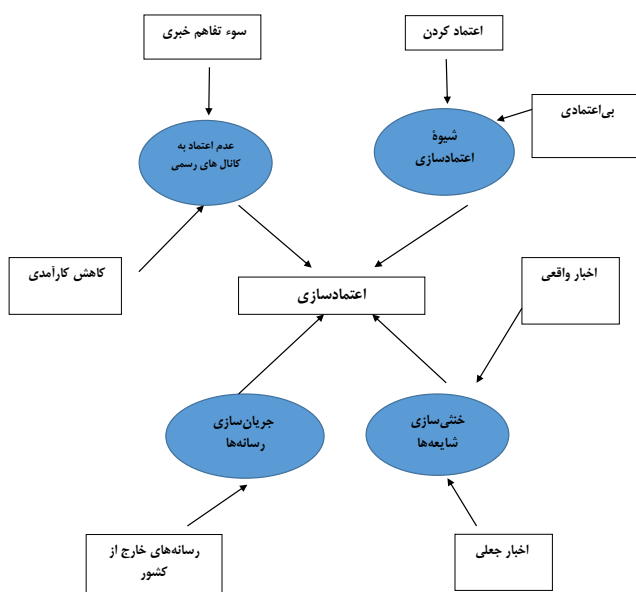 اعتماد کردن
سوء تفاهم خبری
بی‌اعتمادی
شیوۀ
اعتمادسازی
عدم اعتماد به
کانال های رسمی
اخبار واقعی
کاهش کارآمدی
اعتمادسازی
خنثی‌سازی
شایعه‌ها
جریان‌سازی
رسانه‌ها
اخبار جعلی
رسانه‌های خارج از
کشور